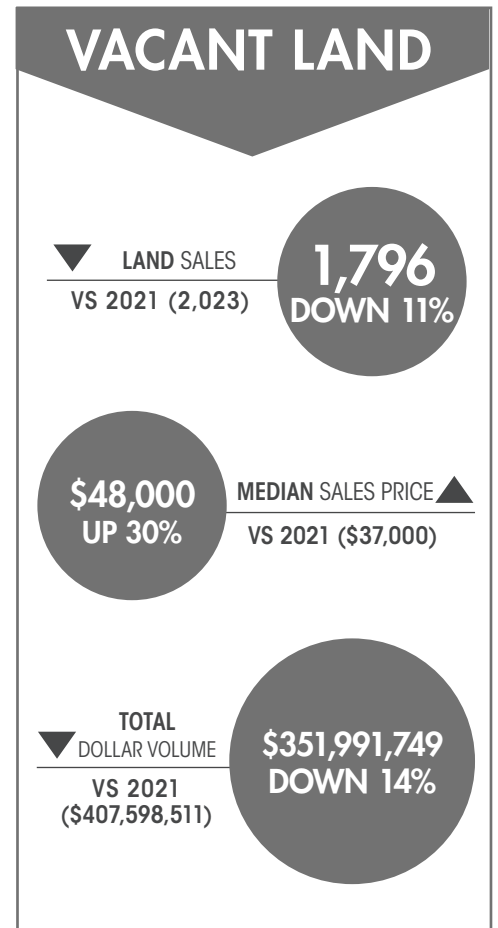 VACANT LAND
LAND SALES
VS 2021 (2,023)
1,796
DOWN 11%
$48,000
UP 30%
MEDIAN SALES PRICE
VS 2021 ($37,000)
TOTAL
DOLLAR VOLUME
VS 2021
($407,598,511)
$351,991,749
DOWN 14%